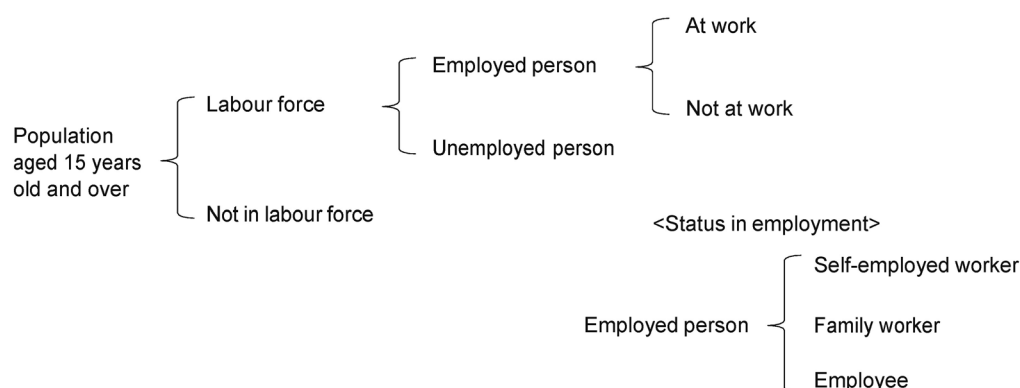 At work
Employed person
Labour force
Not at work
Population
aged 15 years
old and over
Unemployed person
Not in labour force
<Status in employment>
Self-employed worker
Employed person
Family worker
Employee